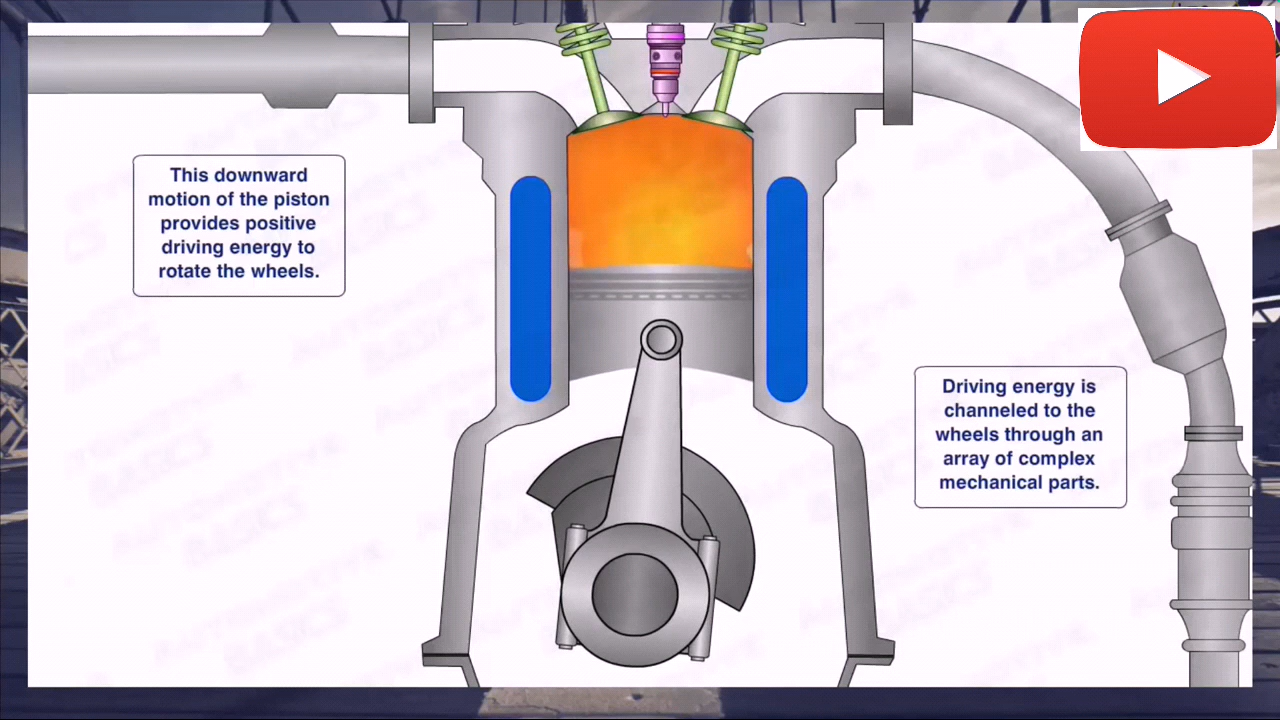 This downward
motion of the piston
provides positive
driving energy to
rotate the wheels.
Driving energy is
channeled to the
wheels through an
array of complex
mechanical parts.